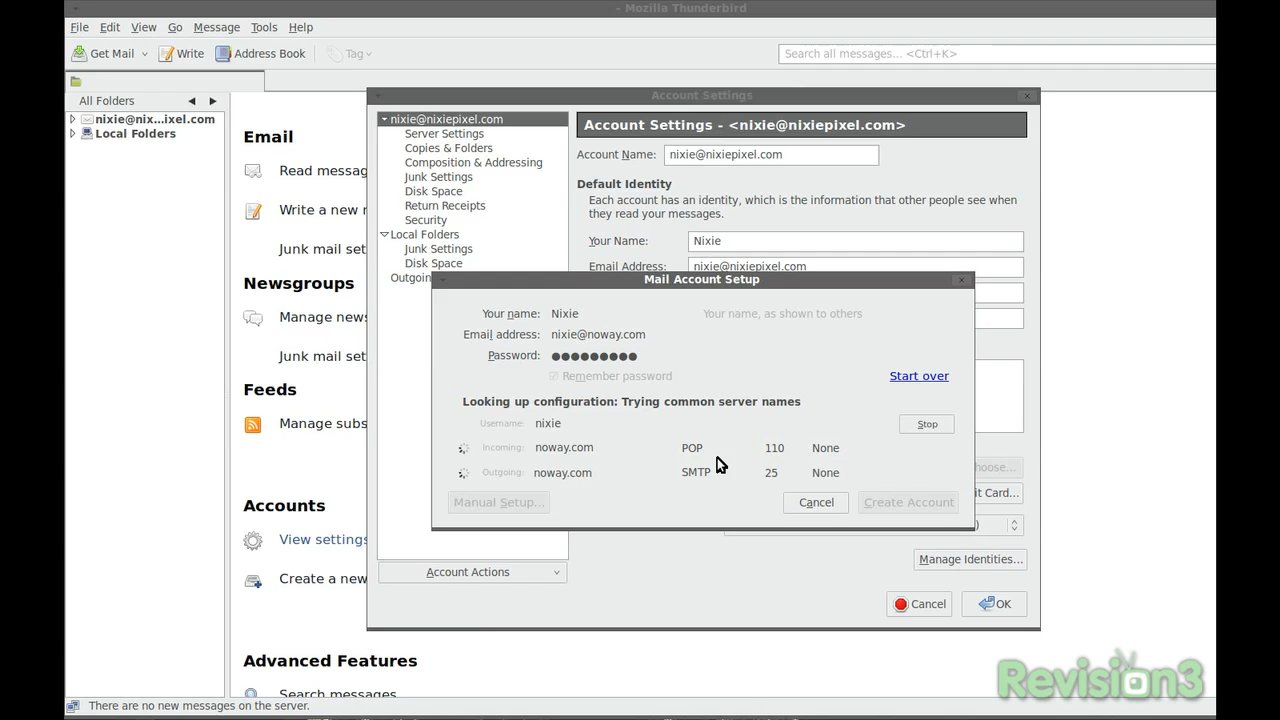 - Mozilla Thunderbird
File Edit View Go Message Tools Help
Get Mail Write Address Book Tag Search all messages... <Ctrl+K>
All Folders
nixie@nix...ixel.com
Local Folders
Email
Read messag
Write a new
Junk mail set
Newsgroups
Manage news
Junk mail set
Feeds
Manage subs
Accounts
View settings
Create a new
Advanced Features
Search messages
Account Settings
nixie@nixiepixel.com
Server Settings
Copies & Folders
Composition & Addressing
Junk Settings
Disk Space
Return Receipts
Security
Local Folders
Junk Settings
Disk Space
Outgoin
Account Actions
Account Settings - <nixie@nixiepixel.com>
Account Name: nixie@nixiepixel.com
Default Identity
Each account has an identity, which is the information that other people see when
they read your messages.
Your Name: Nixie
Email Address: nixie@nixiepixel.com
hoose...
it Card...
)
Manage Identities...
Cancel OK
Mail Account Setup
Your name: Nixie Your name, as shown to others
Email address: nixie@noway.com
Password: ●●●●●●●●●
Remember password Start over
Looking up configuration: Trying common server names
Username: nixie Stop
Incoming: noway.com POP 110 None
Outgoing: noway.com SMTP 25 None
Manual Setup... Cancel Create Account
There are no new messages on the server.
Revision3